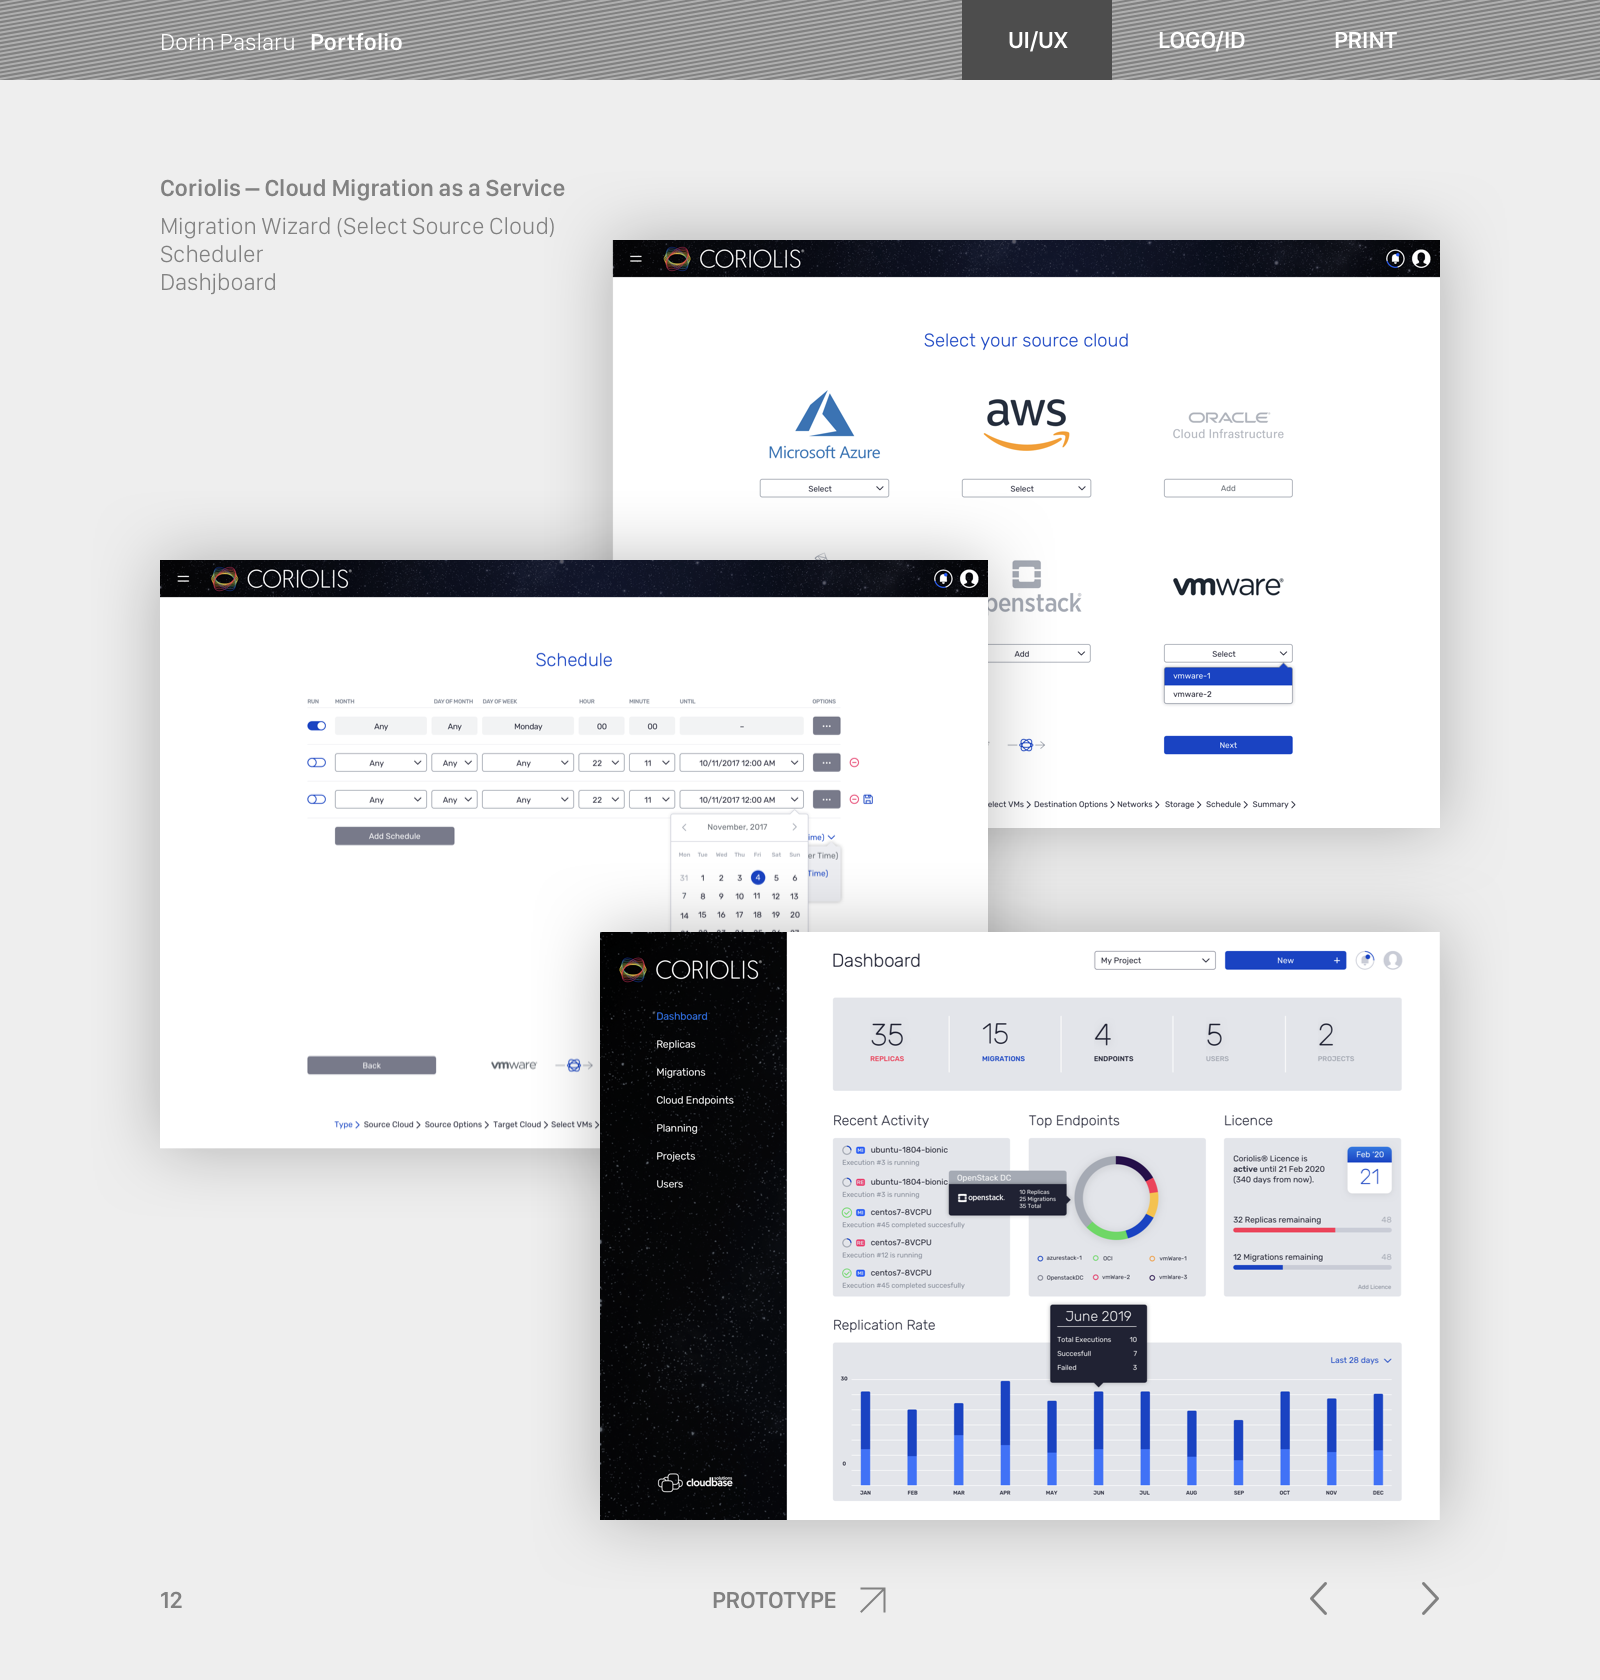 Dorin Paslaru Portfolio
UI/UX
LOGO/ID
PRINT
Coriolis – Cloud Migration as a Service
Migration Wizard (Select Source Cloud)
Scheduler
Dashjboard
CORIOLIS®
Select your source cloud
Microsoft Azure
aws
ORACLE
Cloud Infrastructure
Select
Select
Add
penstack
vmware®
Add
Select
vmware-1
vmware-2
Next
elect VMs > Destination Options > Networks > Storage > Schedule > Summary >
CORIOLIS®
Schedule
RUN MONTH DAY OF MONTH DAY OF WEEK HOUR MINUTE UNTIL OPTIONS
Any Any Monday 00 00 – ...
Any Any Any 22 11 10/11/2017 12:00 AM ...
Any Any Any 22 11 10/11/2017 12:00 AM ...
Add Schedule
November, 2017
ime)
er Time)
Time)
Mon Tue Wed Thu Fri Sat Sun
31 1 2 3 4 5 6
7 8 9 10 11 12 13
14 15 16 17 18 19 20
Back
vmware
Type > Source Cloud > Source Options > Target Cloud > Select VMs >
CORIOLIS®
Dashboard
Replicas
Migrations
Cloud Endpoints
Planning
Projects
Users
cloudbase
solutions
Dashboard
My Project
New +
35 15 4 5 2
REPLICAS MIGRATIONS ENDPOINTS USERS PROJECTS
Recent Activity
MI ubuntu-1804-bionic
Execution #3 is running
RE ubuntu-1804-bionic
Execution #3 is running
MI centos7-8VCPU
Execution #45 completed succesfully
RE centos7-8VCPU
Execution #12 is running
MI centos7-8VCPU
Execution #45 completed succesfully
Top Endpoints
OpenStack DC
openstack.
10 Replicas
25 Migrations
35 Total
azurestack-1 OCI vmWare-1
OpenstackDC vmWare-2 vmWare-3
Licence
Coriolis® Licence is
active until 21 Feb 2020
(340 days from now).
Feb '20
21
32 Replicas remainaing 48
12 Migrations remaining 48
Add Licence
Replication Rate
June 2019
Total Executions 10
Succesfull 7
Failed 3
Last 28 days
30
0
JAN FEB MAR APR MAY JUN JUL AUG SEP OCT NOV DEC
12
PROTOTYPE